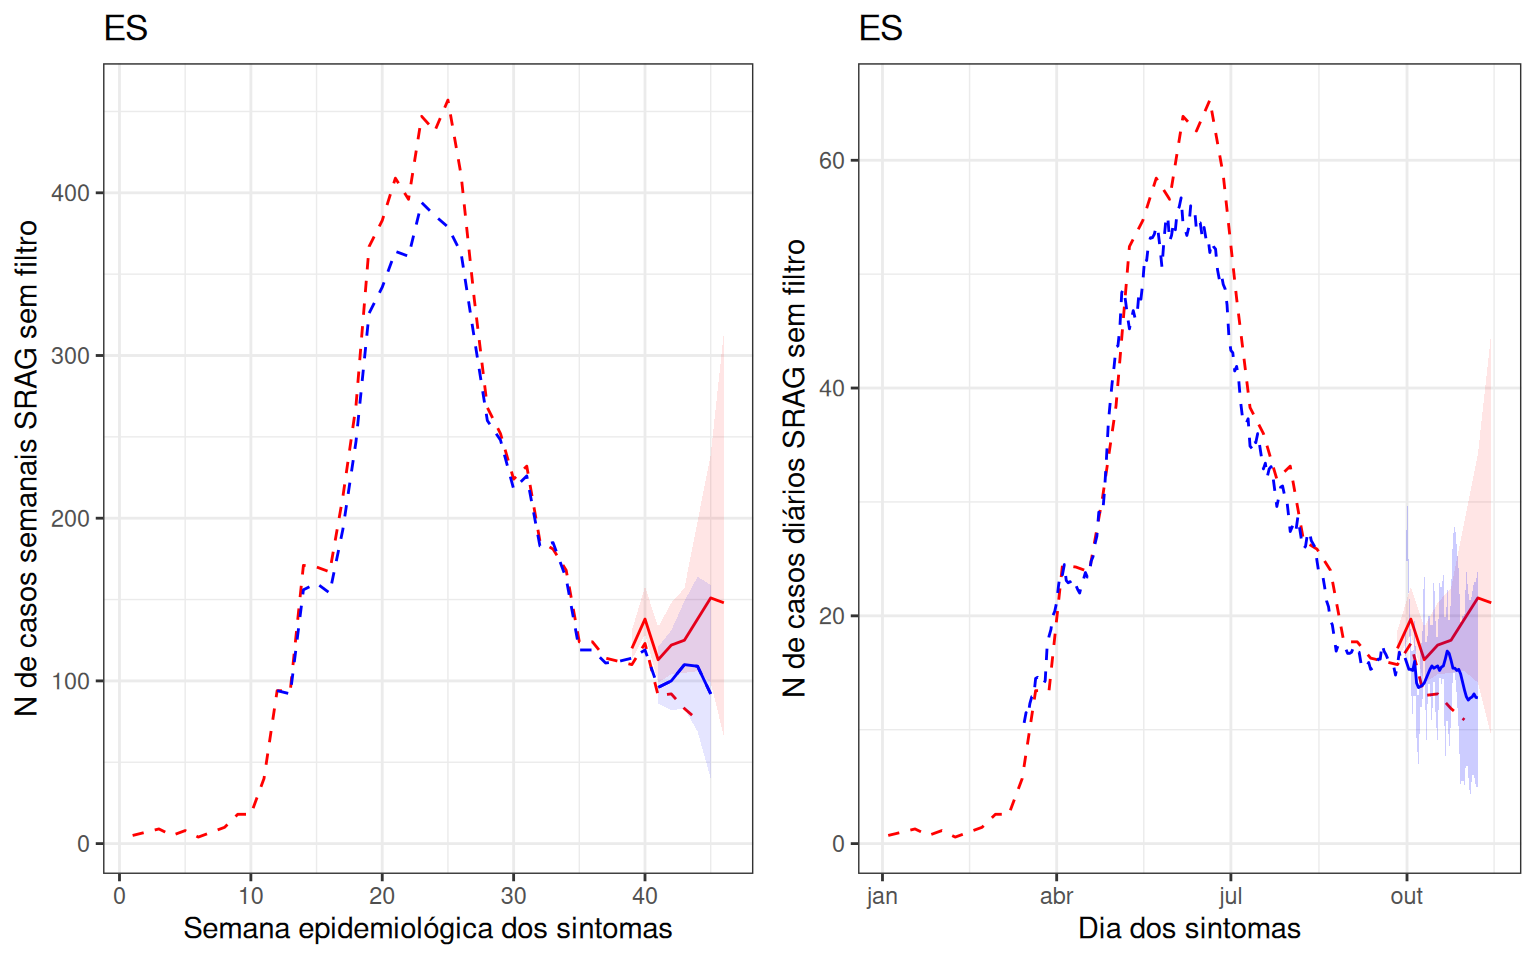 ES
N de casos semanais SRAG sem filtro
400
300
200
100
0
0 10 20 30 40
Semana epidemiológica dos sintomas
ES
N de casos diários SRAG sem filtro
60
40
20
0
jan abr jul out
Dia dos sintomas